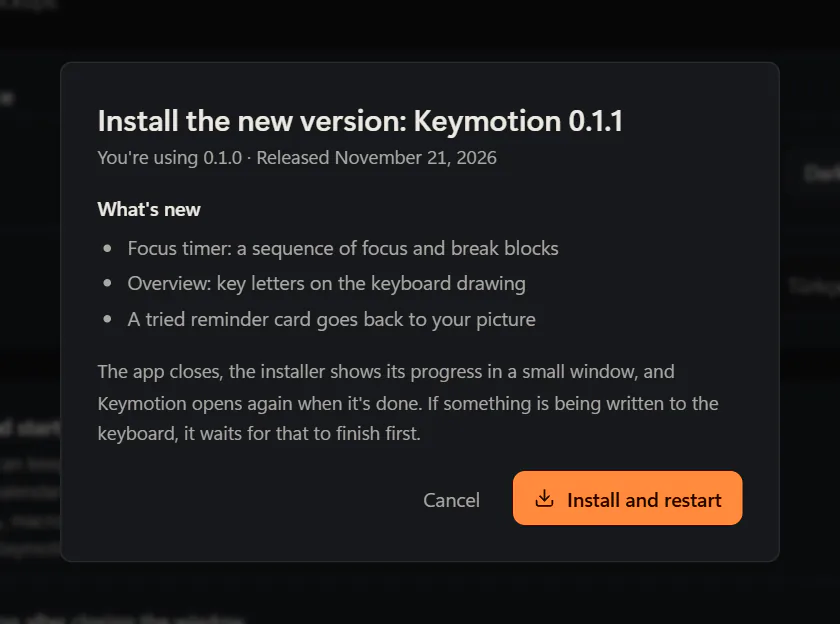 Install the new version: Keymotion 0.1.1
You're using 0.1.0 · Released November 21, 2026
What's new
Focus timer: a sequence of focus and break blocks
Overview: key letters on the keyboard drawing
A tried reminder card goes back to your picture
The app closes, the installer shows its progress in a small window, and
Keymotion opens again when it's done. If something is being written to the
keyboard, it waits for that to finish first.
Cancel
Install and restart